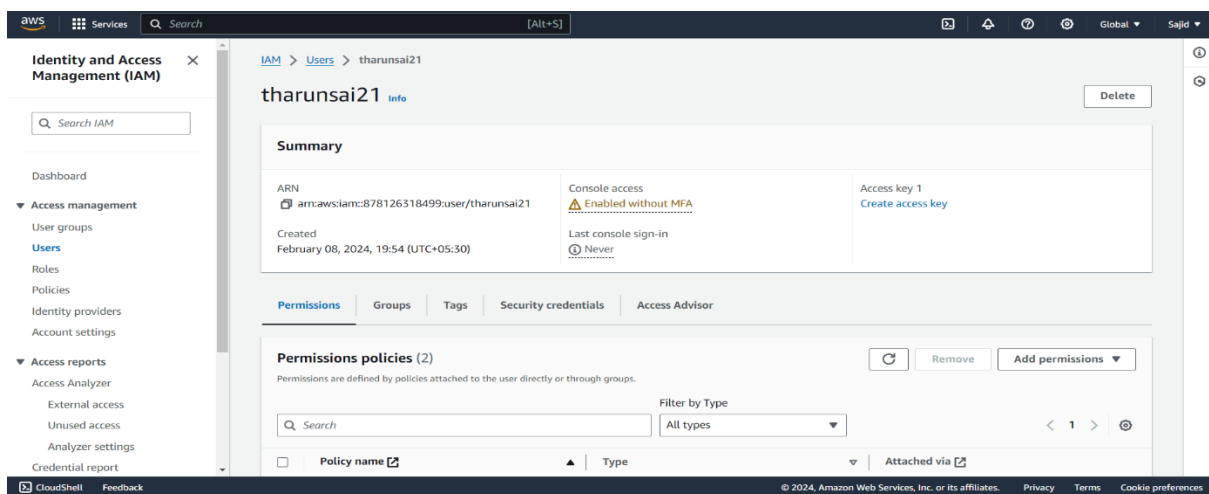 aws Services Search [Alt+S] Global Sajid
Identity and Access Management (IAM)
Search IAM
Dashboard
Access management
User groups
Users
Roles
Policies
Identity providers
Account settings
Access reports
Access Analyzer
External access
Unused access
Analyzer settings
Credential report
IAM > Users > tharunsai21
tharunsai21 Info
Delete
Summary
ARN
arn:aws:iam::878126318499:user/tharunsai21
Created
February 08, 2024, 19:54 (UTC+05:30)
Console access
Enabled without MFA
Last console sign-in
Never
Access key 1
Create access key
Permissions Groups Tags Security credentials Access Advisor
Permissions policies (2)
Remove Add permissions
Permissions are defined by policies attached to the user directly or through groups.
Filter by Type
Search All types < 1 >
Policy name Type Attached via
CloudShell Feedback © 2024, Amazon Web Services, Inc. or its affiliates. Privacy Terms Cookie preferences